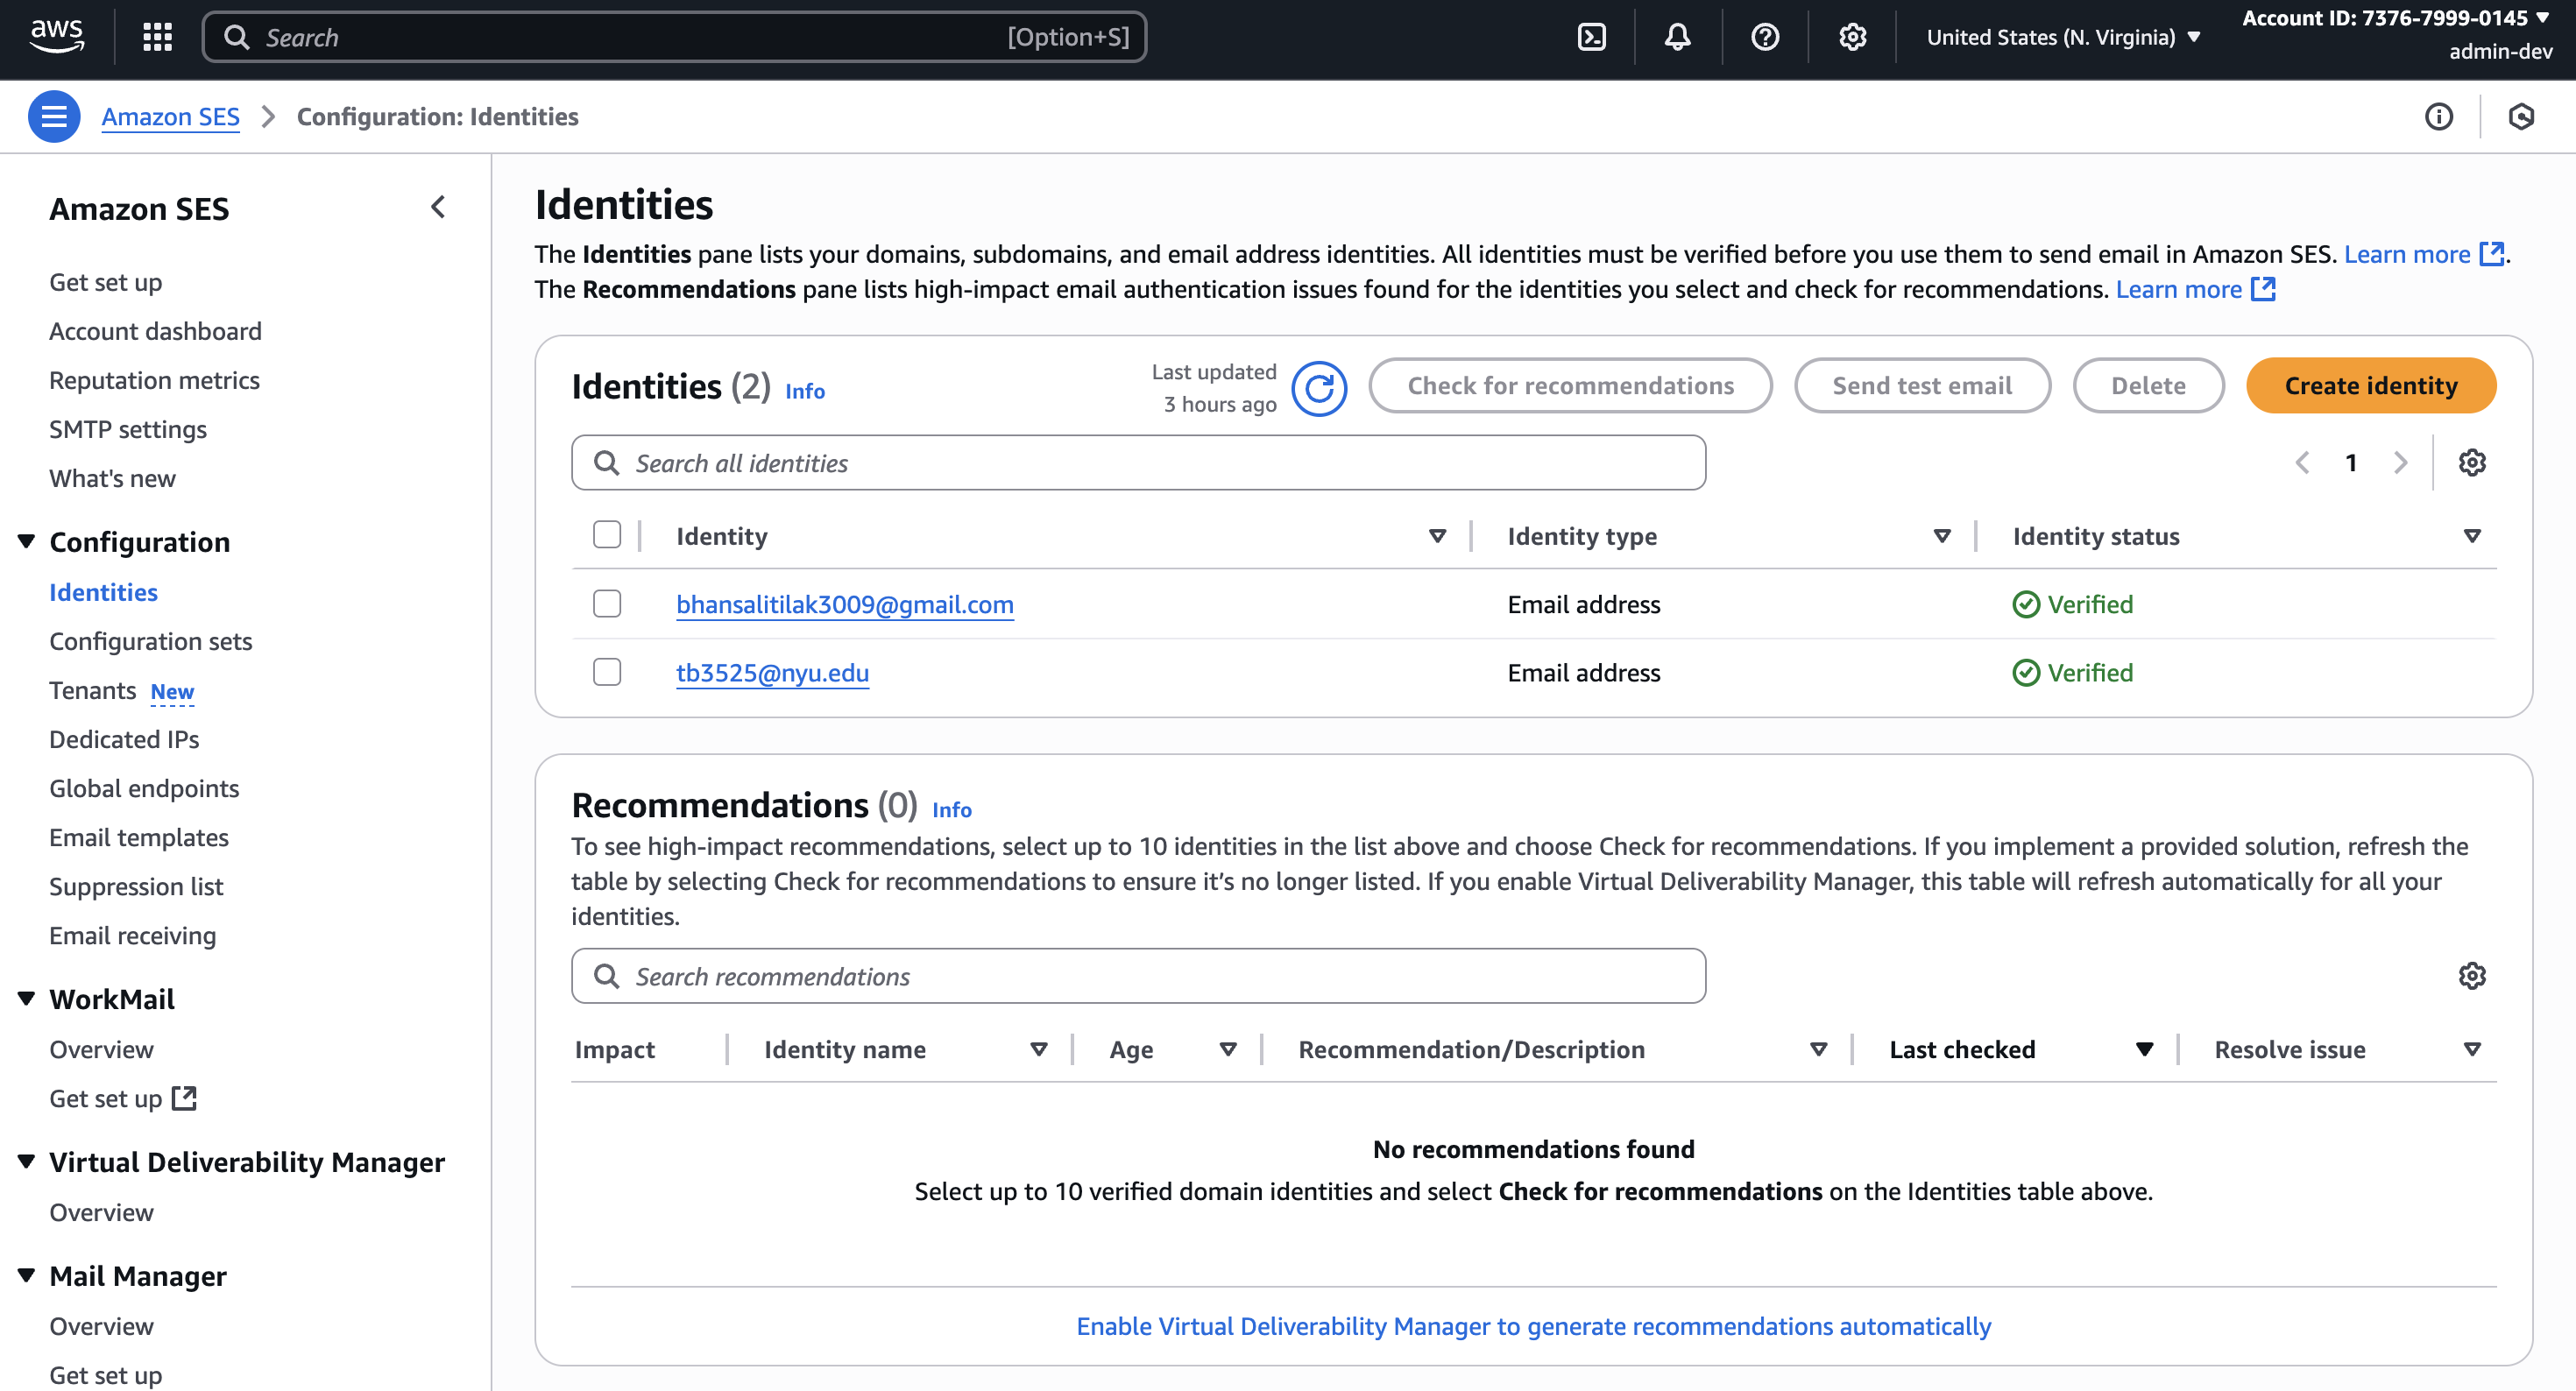 aws
Search [Option+S]
United States (N. Virginia)
Account ID: 7376-7999-0145
admin-dev
Amazon SES
Configuration: Identities
Amazon SES
Get set up
Account dashboard
Reputation metrics
SMTP settings
What's new
Configuration
Identities
Configuration sets
Tenants New
Dedicated IPs
Global endpoints
Email templates
Suppression list
Email receiving
WorkMail
Overview
Get set up
Virtual Deliverability Manager
Overview
Mail Manager
Overview
Get set up
Identities
The Identities pane lists your domains, subdomains, and email address identities. All identities must be verified before you use them to send email in Amazon SES. Learn more.
The Recommendations pane lists high-impact email authentication issues found for the identities you select and check for recommendations. Learn more
Identities (2) Info
Last updated
3 hours ago
Check for recommendations
Send test email
Delete
Create identity
Search all identities
1
Identity Identity type Identity status
bhansalitilak3009@gmail.com Email address Verified
tb3525@nyu.edu Email address Verified
Recommendations (0) Info
To see high-impact recommendations, select up to 10 identities in the list above and choose Check for recommendations. If you implement a provided solution, refresh the
table by selecting Check for recommendations to ensure it's no longer listed. If you enable Virtual Deliverability Manager, this table will refresh automatically for all your
identities.
Search recommendations
Impact Identity name Age Recommendation/Description Last checked Resolve issue
No recommendations found
Select up to 10 verified domain identities and select Check for recommendations on the Identities table above.
Enable Virtual Deliverability Manager to generate recommendations automatically